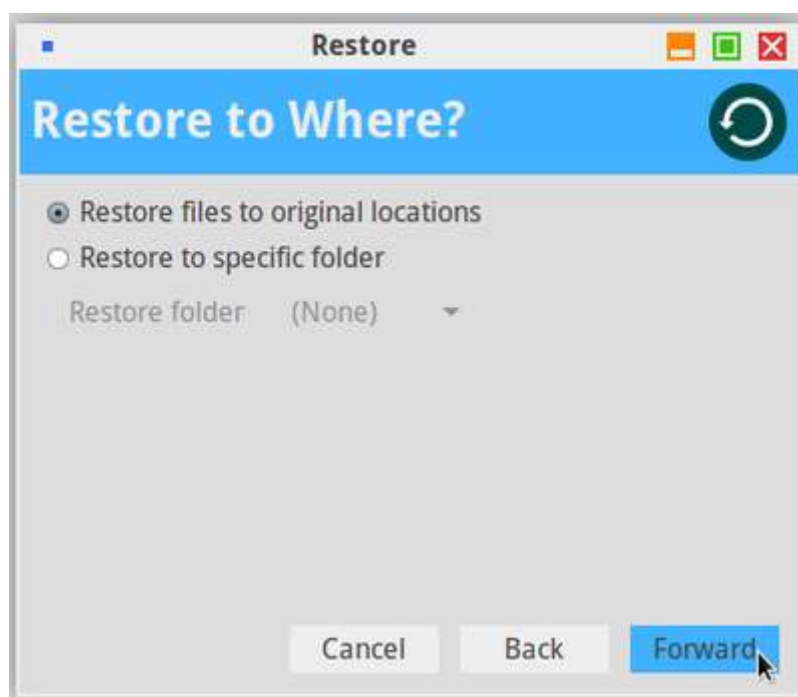 Restore
Restore to Where?
Restore files to original locations
Restore to specific folder
Restore folder (None)
Cancel Back Forward